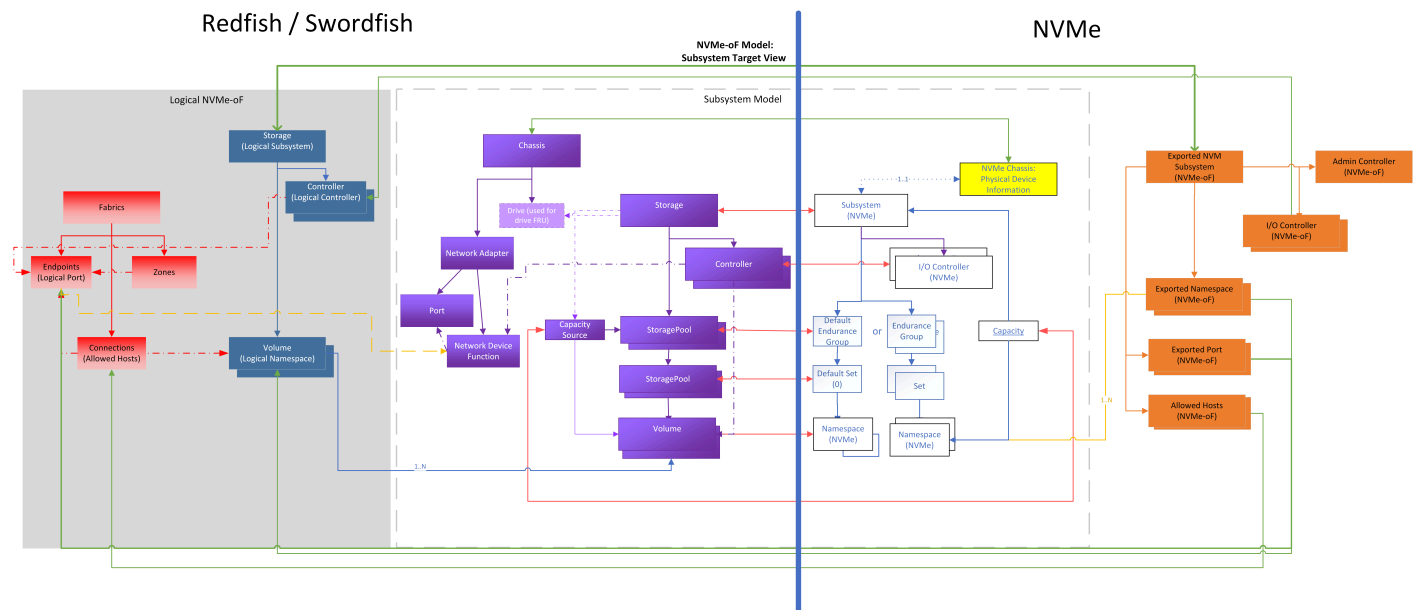 Redfish / Swordfish
NVMe
NVMe-oF Model:
Subsystem Target View
Logical NVMe-oF
Subsystem Model
Storage
(Logical Subsystem)
Controller
(Logical Controller)
Fabrics
Endpoints
(Logical Port)
Zones
Connections
(Allowed Hosts)
Volume
(Logical Namespace)
1..N
Chassis
Drive (used for
drive FRU)
Network Adapter
Port
Network Device
Function
Storage
Controller
Capacity
Source
StoragePool
StoragePool
Volume
NVMe Chassis:
Physical Device
Information
1..1
Subsystem
(NVMe)
I/O Controller
(NVMe)
Default
Endurance
Group
or
Endurance
Group
Capacity
Default Set
(0)
Set
Namespace
(NVMe)
Namespace
(NVMe)
1..N
Exported NVM
Subsystem
(NVMe-oF)
Admin Controller
(NVMe-oF)
I/O Controller
(NVMe-oF)
Exported Namespace
(NVMe-oF)
Exported Port
(NVMe-oF)
Allowed Hosts
(NVMe-oF)